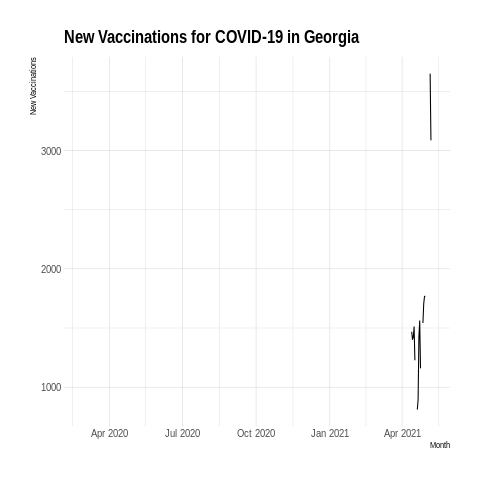 New Vaccinations for COVID-19 in Georgia
New Vaccinations
3000
2000
1000
Apr 2020 Jul 2020 Oct 2020 Jan 2021 Apr 2021
Month